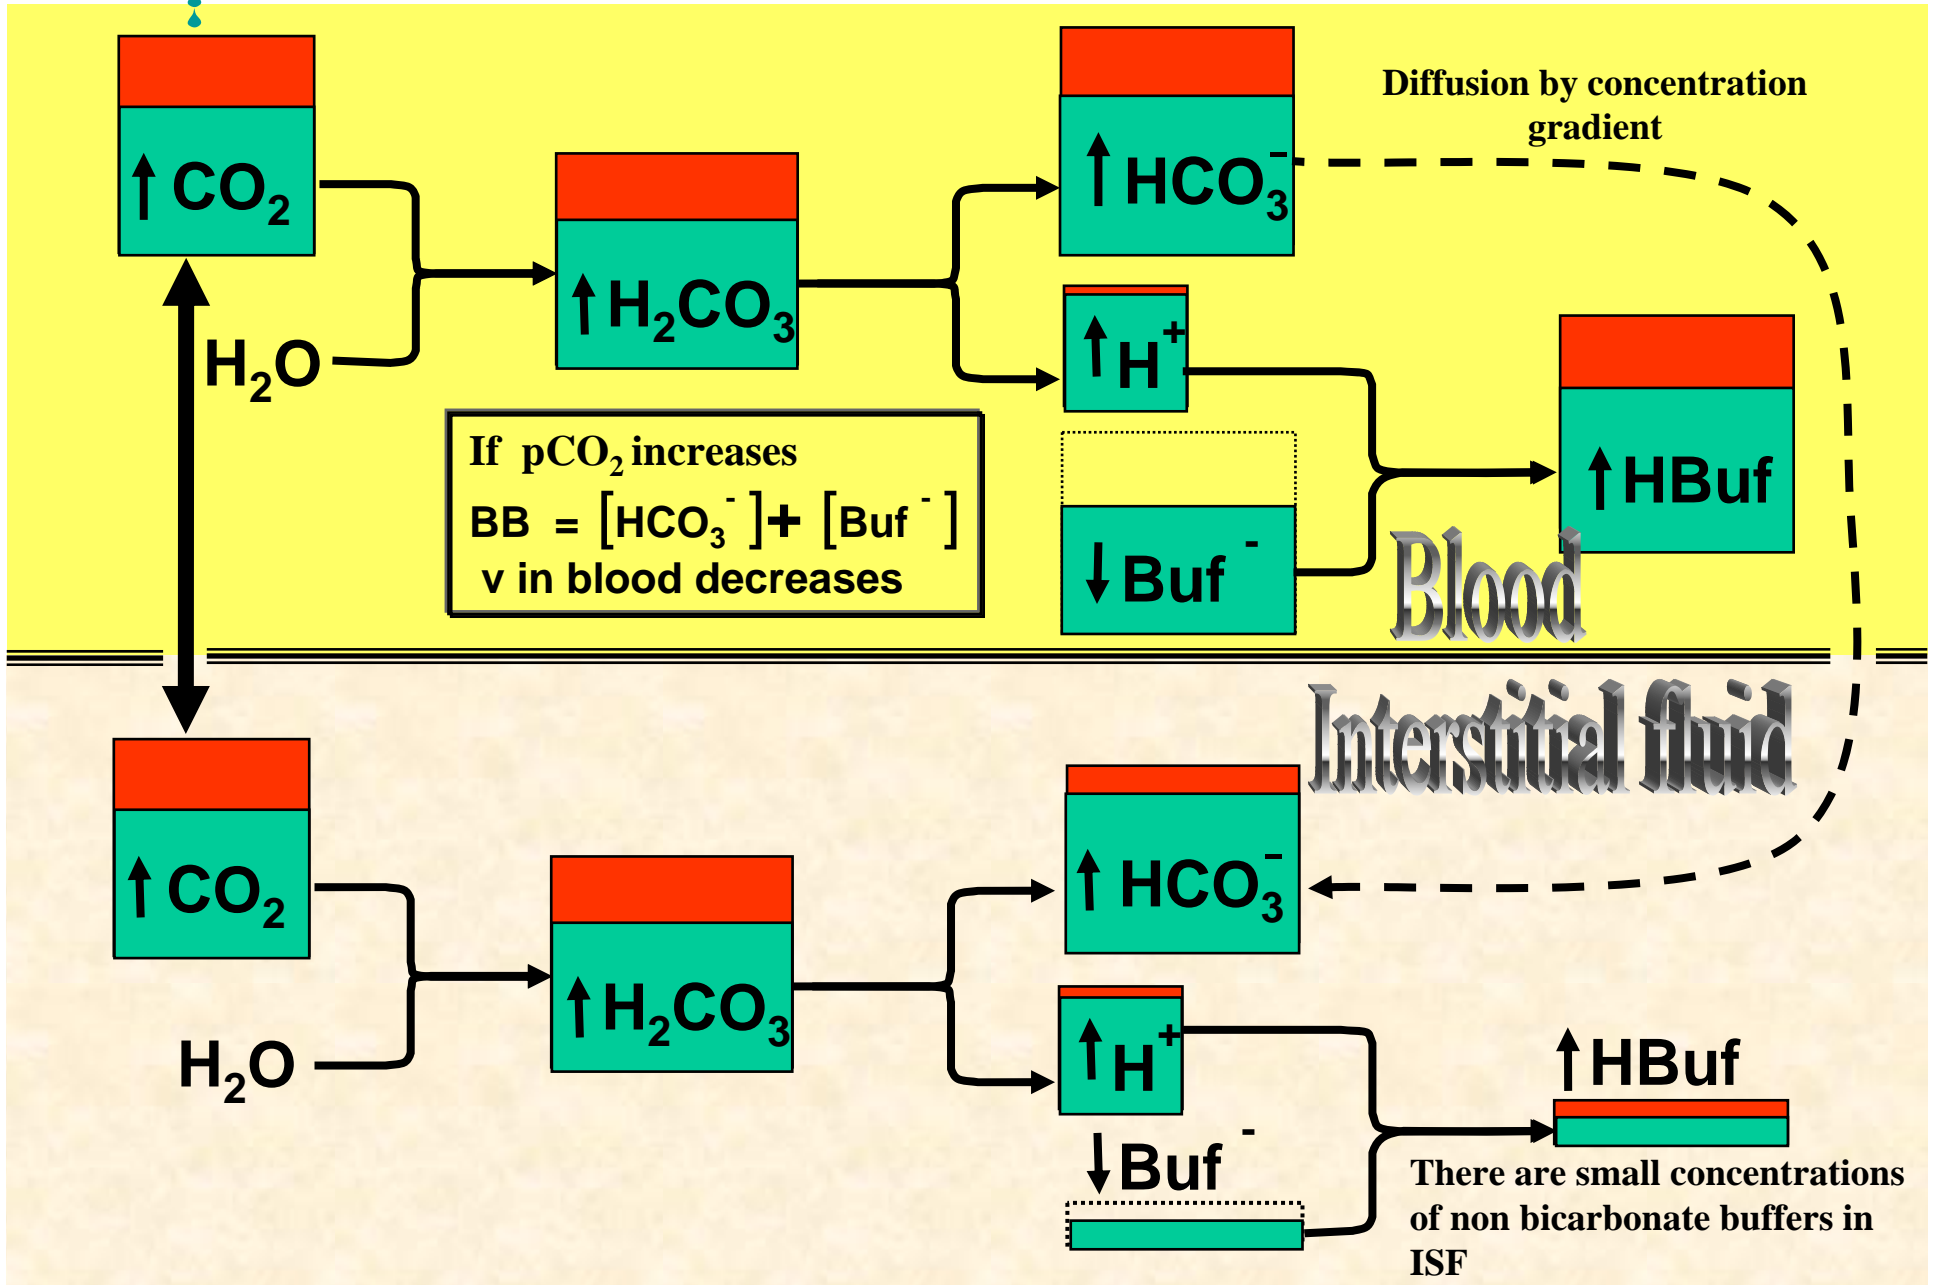 Diffusion by concentration
gradient
↑ CO₂
↑ HCO₃⁻
H₂O
↑ H₂CO₃
↑ H⁺
If pCO₂ increases
BB = [HCO₃⁻] + [Buf⁻]
v in blood decreases
↓ Buf⁻
↑ HBuf
Blood
Interstitial fluid
↑ CO₂
↑ HCO₃⁻
H₂O
↑ H₂CO₃
↑ H⁺
↓ Buf⁻
↑ HBuf
There are small concentrations
of non bicarbonate buffers in
ISF